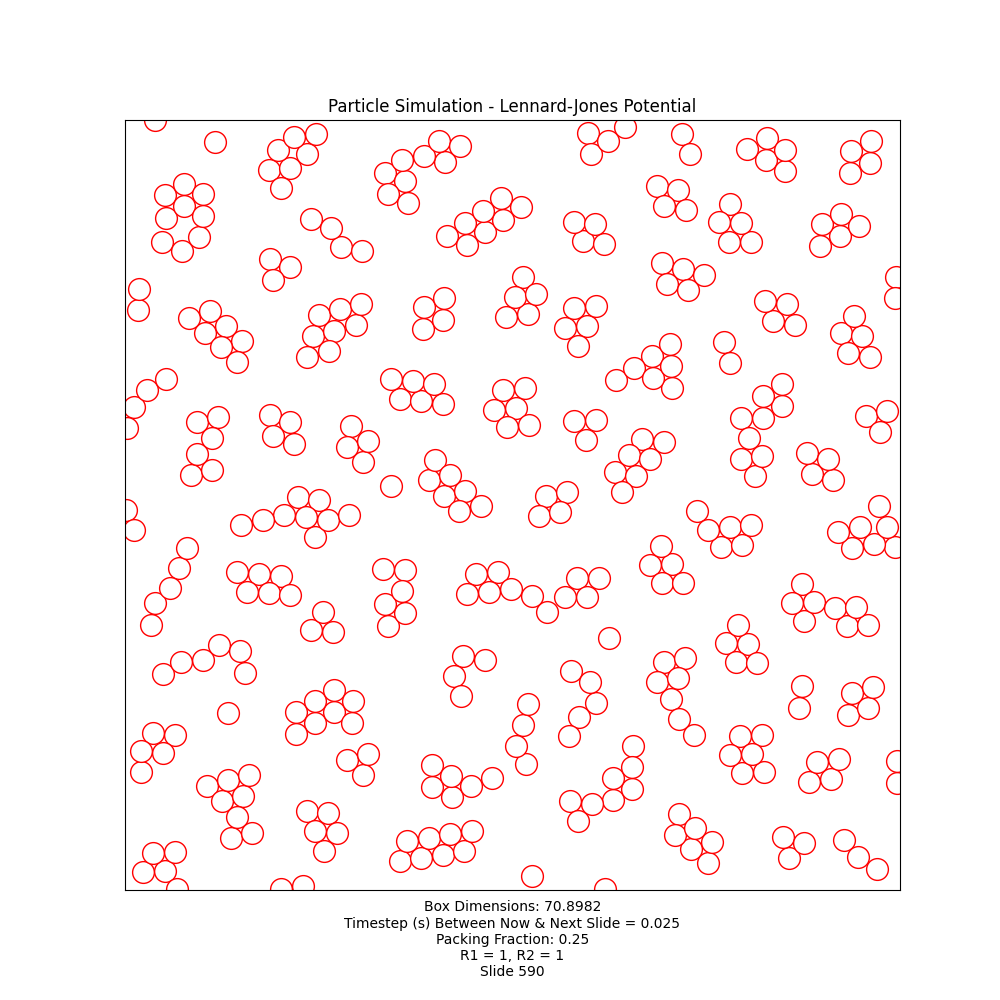 Particle Simulation - Lennard-Jones Potential
Box Dimensions: 70.8982
Timestep (s) Between Now & Next Slide = 0.025
Packing Fraction: 0.25
R1 = 1, R2 = 1
Slide 590